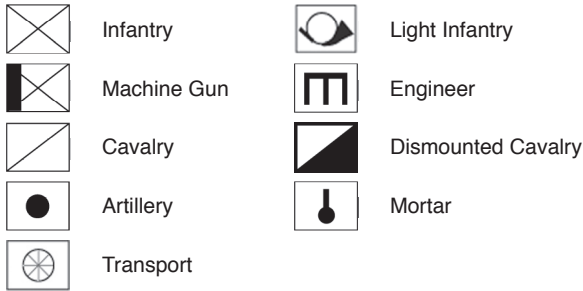 Infantry
Light Infantry
Machine Gun
Engineer
Cavalry
Dismounted Cavalry
Artillery
Mortar
Transport